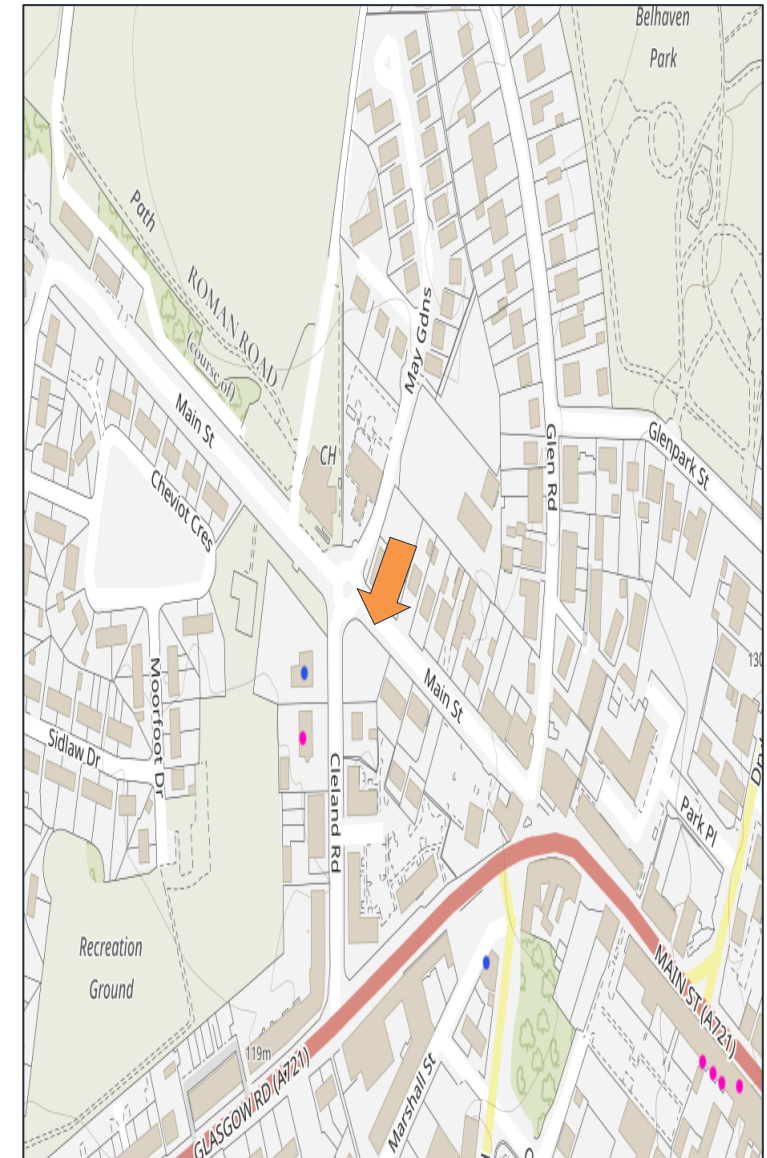 Belhaven
Park
Path
ROMAN ROAD
(course of)
May Gdns
Main St
CH
Glen Rd
Glenpark St
Cheviot Cres
Main St
Moorfoot Dr
Sidlaw Dr
Cleland Rd
130
Park Pl
Recreation
Ground
MAIN ST (A721)
119m
GLASGOW RD (A721)
Marshall St